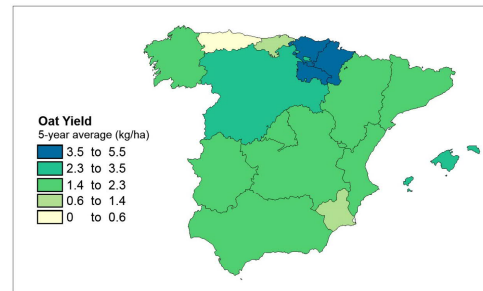 Oat Yield
5-year average (kg/ha)
3.5 to 5.5
2.3 to 3.5
1.4 to 2.3
0.6 to 1.4
0 to 0.6